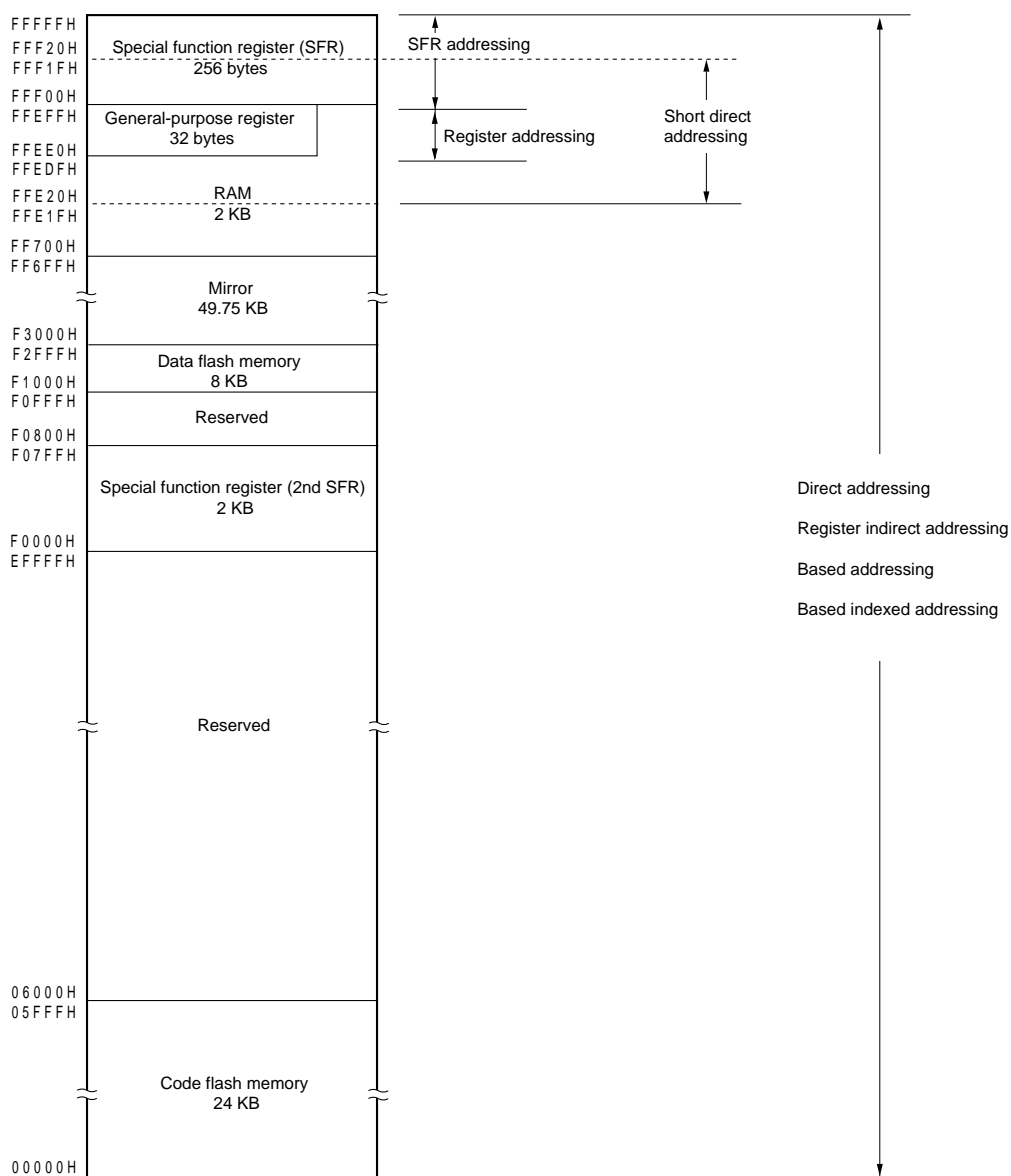 FFFFFH
FFF20H
FFF1FH
FFF00H
FFEFFH
FFEE0H
FFEDFH
FFE20H
FFE1FH
FF700H
FF6FFH
F3000H
F2FFFH
F1000H
F0FFFH
F0800H
F07FFH
F0000H
EFFFFH
06000H
05FFFH
00000H
Special function register (SFR)
256 bytes
General-purpose register
32 bytes
RAM
2 KB
Mirror
49.75 KB
Data flash memory
8 KB
Reserved
Special function register (2nd SFR)
2 KB
Reserved
Code flash memory
24 KB
SFR addressing
Register addressing
Short direct
addressing
Direct addressing
Register indirect addressing
Based addressing
Based indexed addressing